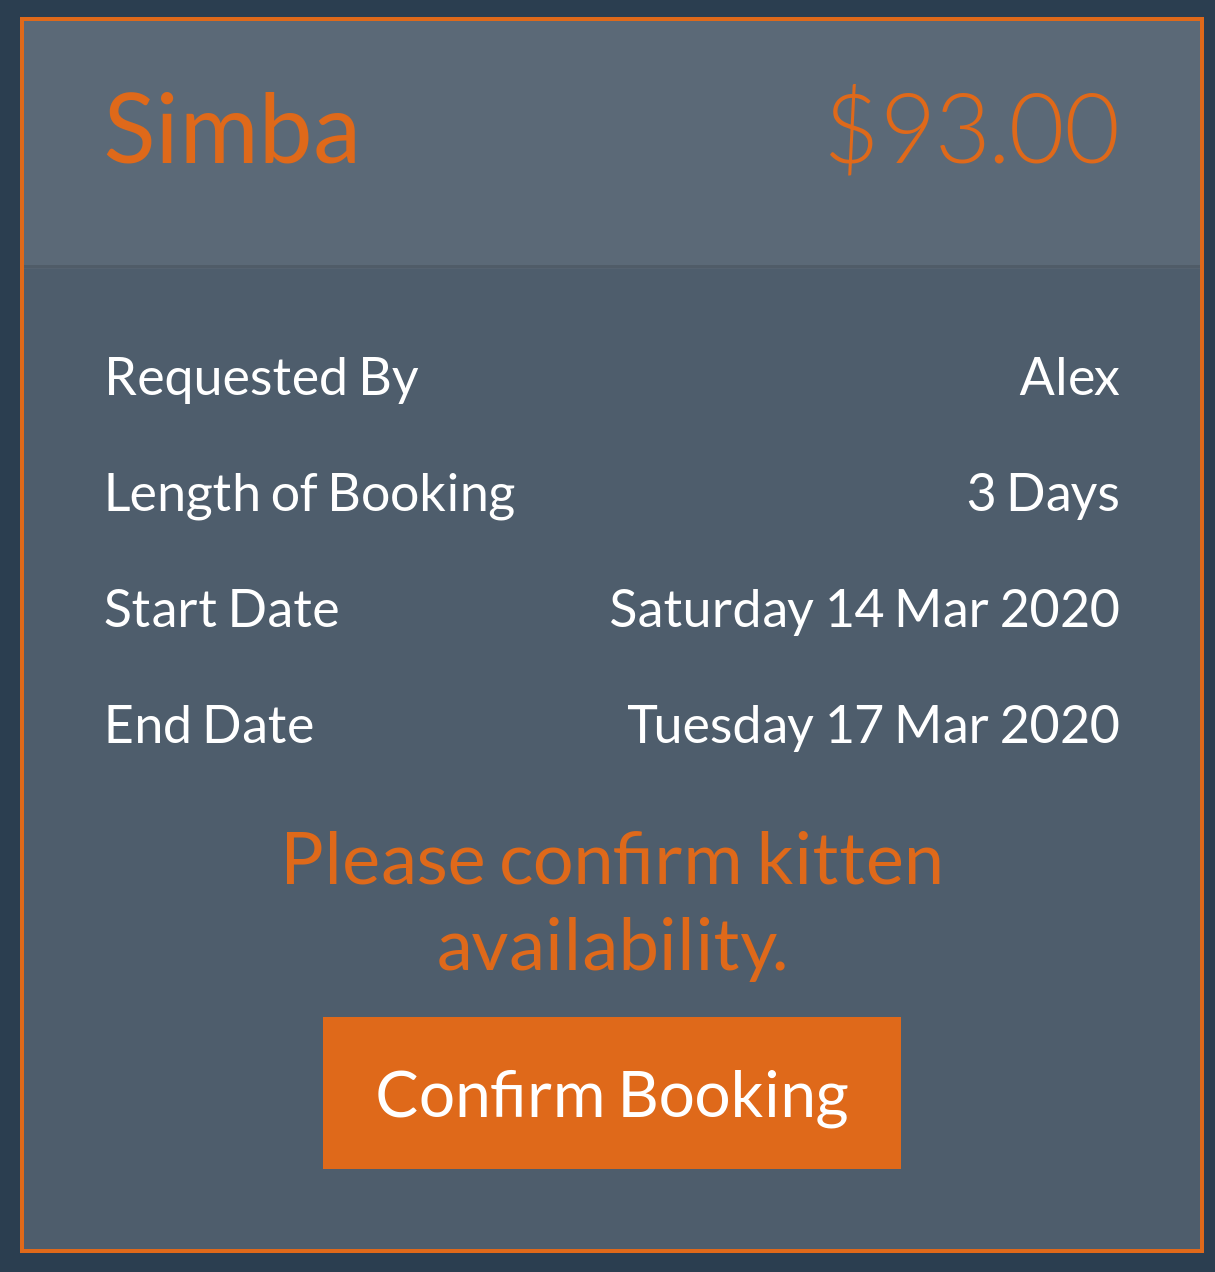 Simba $93.00
Requested By Alex
Length of Booking 3 Days
Start Date Saturday 14 Mar 2020
End Date Tuesday 17 Mar 2020
Please confirm kitten
availability.
Confirm Booking